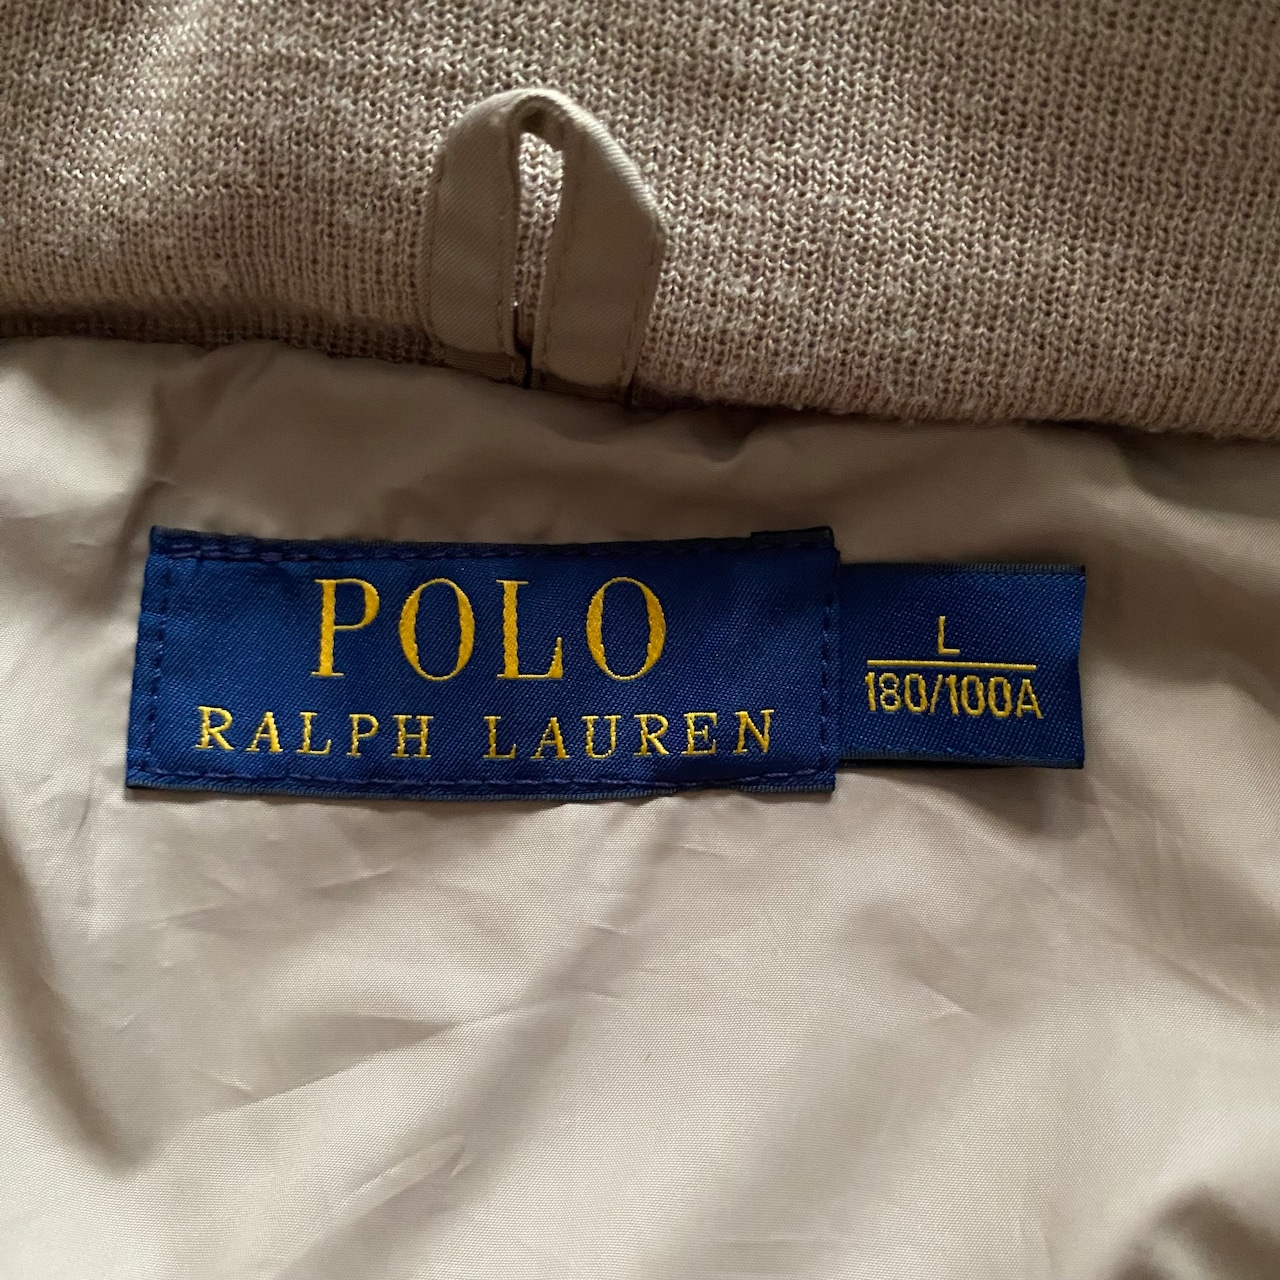 POLO
RALPH LAUREN
L
180/100A